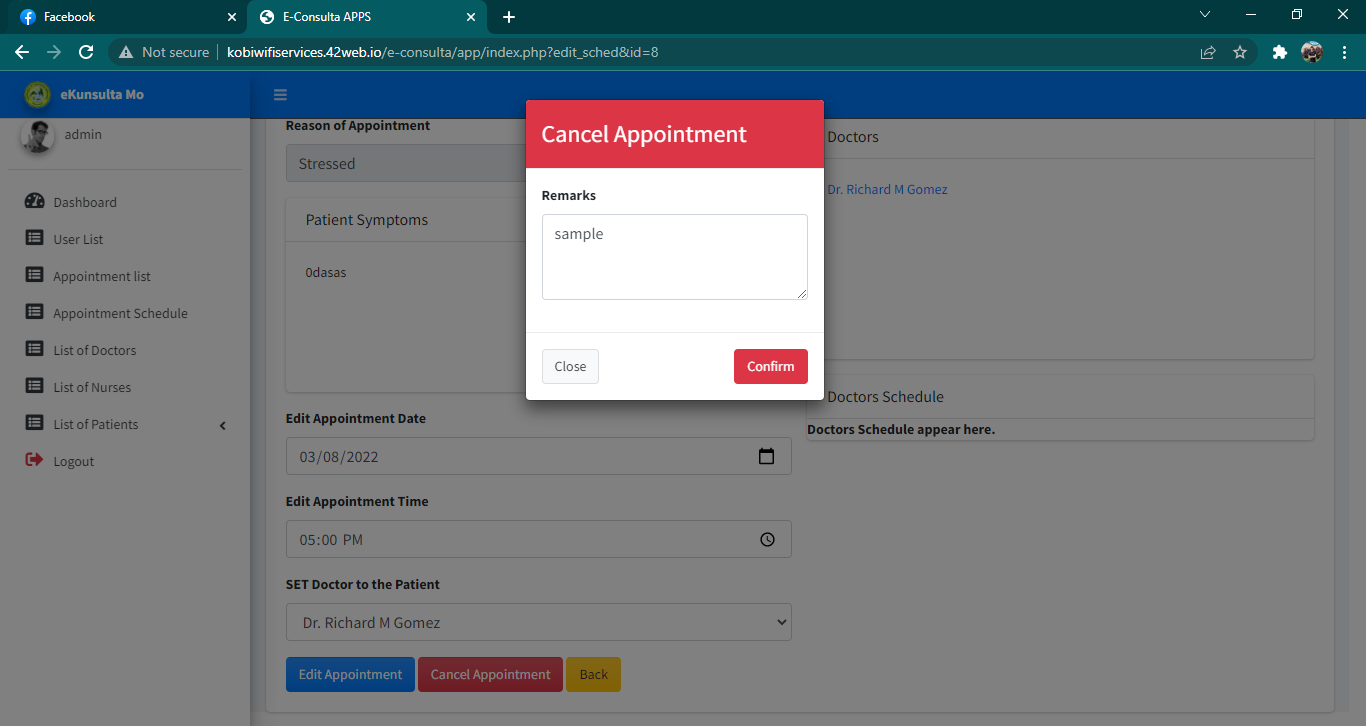 Facebook
E-Consulta APPS
Not secure
kobiwifiservices.42web.io/e-consulta/app/index.php?edit_sched&id=8
eKunsulta Mo
admin
Dashboard
User List
Appointment list
Appointment Schedule
List of Doctors
List of Nurses
List of Patients
Logout
Reason of Appointment
Stressed
Patient Symptoms
0dasas
Edit Appointment Date
03/08/2022
Edit Appointment Time
05:00 PM
SET Doctor to the Patient
Dr. Richard M Gomez
Edit Appointment
Cancel Appointment
Back
Cancel Appointment
Remarks
sample
Close
Confirm
Doctors
Dr. Richard M Gomez
Doctors Schedule
Doctors Schedule appear here.